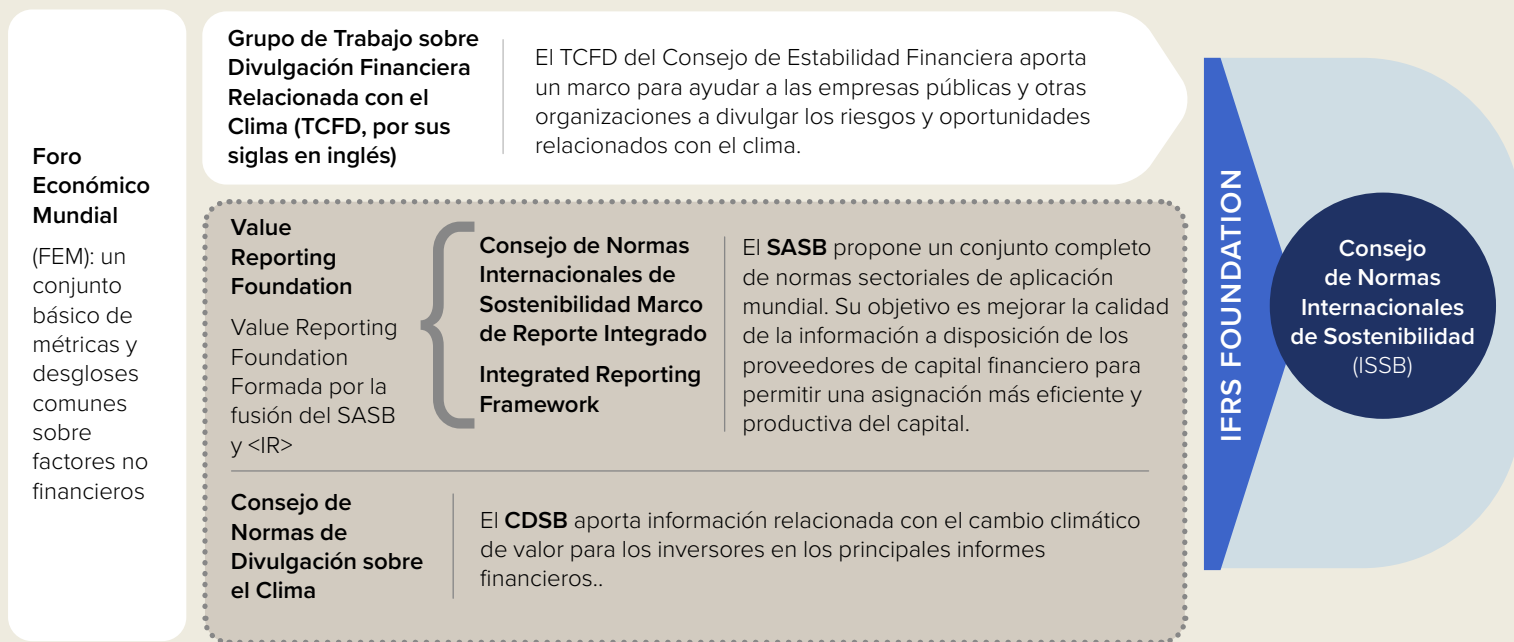 Foro
Económico
Mundial
(FEM): un
conjunto
básico de
métricas y
desgloses
comunes
sobre
factores no
financieros
Grupo de Trabajo sobre
Divulgación Financiera
Relacionada con el
Clima (TCFD, por sus
siglas en inglés)
El TCFD del Consejo de Estabilidad Financiera aporta
un marco para ayudar a las empresas públicas y otras
organizaciones a divulgar los riesgos y oportunidades
relacionados con el clima.
Value
Reporting
Foundation
Value Reporting
Foundation
Formada por la
fusión del SASB
y <IR>
Consejo de Normas
Internacionales de
Sostenibilidad Marco
de Reporte Integrado
Integrated Reporting
Framework
El SASB propone un conjunto completo
de normas sectoriales de aplicación
mundial. Su objetivo es mejorar la calidad
de la información a disposición de los
proveedores de capital financiero para
permitir una asignación más eficiente y
productiva del capital.
Consejo de
Normas de
Divulgación sobre
el Clima
El CDSB aporta información relacionada con el cambio climático
de valor para los inversores en los principales informes
financieros..
IFRS FOUNDATION
Consejo
de Normas
Internacionales
de Sostenibilidad
(ISSB)